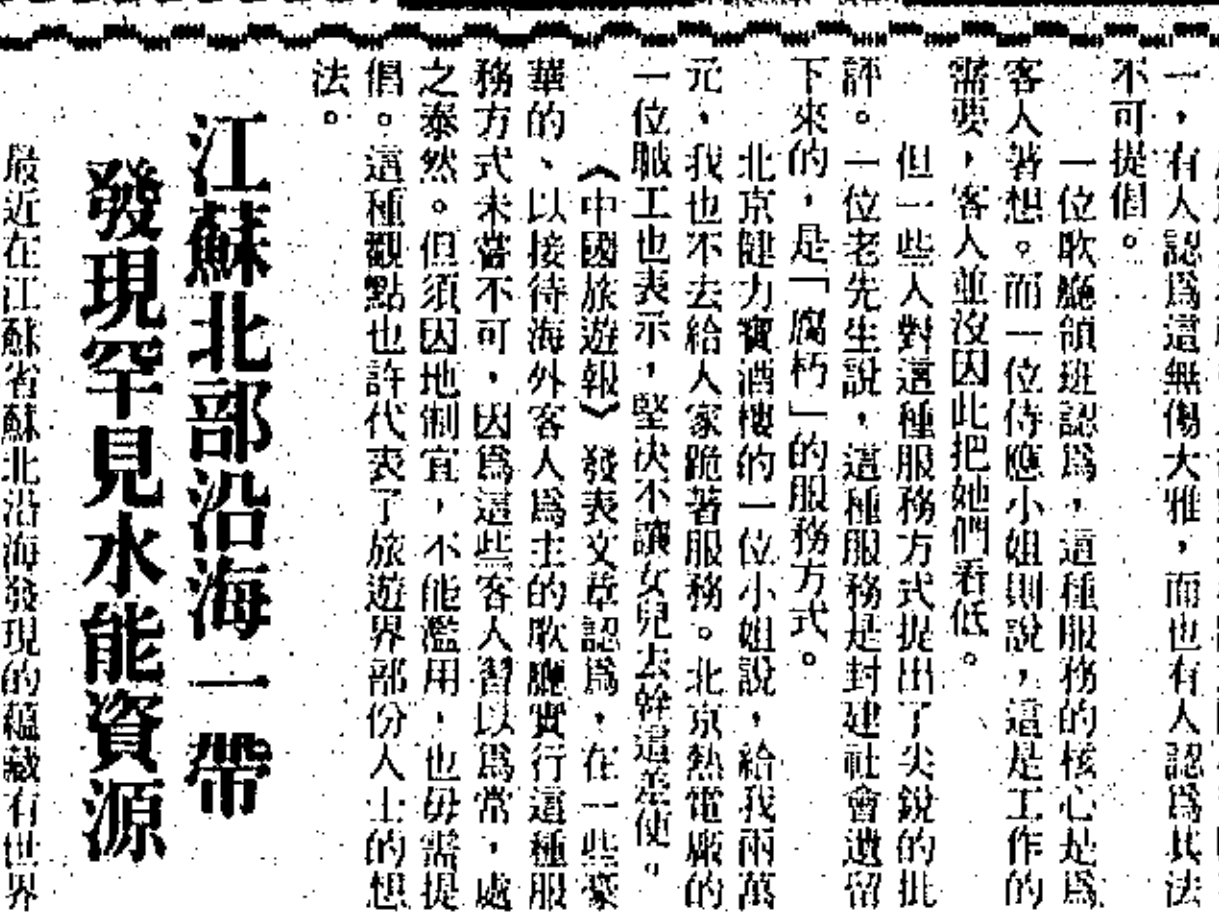 一，有人認爲這無傷大雅，而也有人認爲其法
不可提倡。
一位歌廳領班認爲，這種服務的核心是爲
客人著想。而一位侍應小姐則說，這是工作的
需要，客人並沒因此把她們看低。
但一些人對這種服務方式提出了尖銳的批
評。一位老先生說，這種服務是封建社會遺留
下來的，是「腐朽」的服務方式。
北京健力寶酒樓的一位小姐說，給我兩萬
元，我也不去給人家跪著服務。北京熱電廠的
一位職工也表示，堅決不讓女兒去幹這差使。
《中國旅遊報》發表文章認爲，在一些豪
華的、以接待海外客人爲主的歌廳實行這種服
務方式未嘗不可，因爲這些客人習以爲常，處
之泰然。但須因地制宜，不能濫用，也毋需提
倡。這種觀點也許代表了旅遊界部份人士的想
法。
江蘇北部沿海一帶
發現罕見水能資源
最近在江蘇省蘇北沿海發現的蘊藏有世界